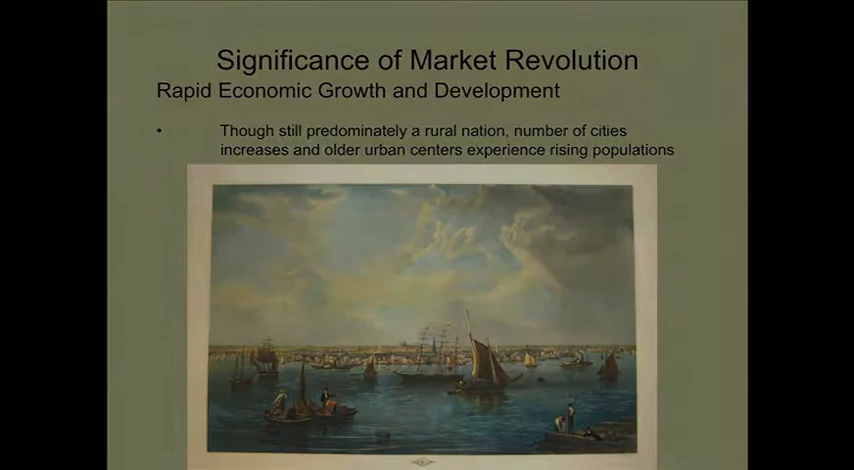 Significance of Market Revolution
Rapid Economic Growth and Development
• Though still predominately a rural nation, number of cities
increases and older urban centers experience rising populations